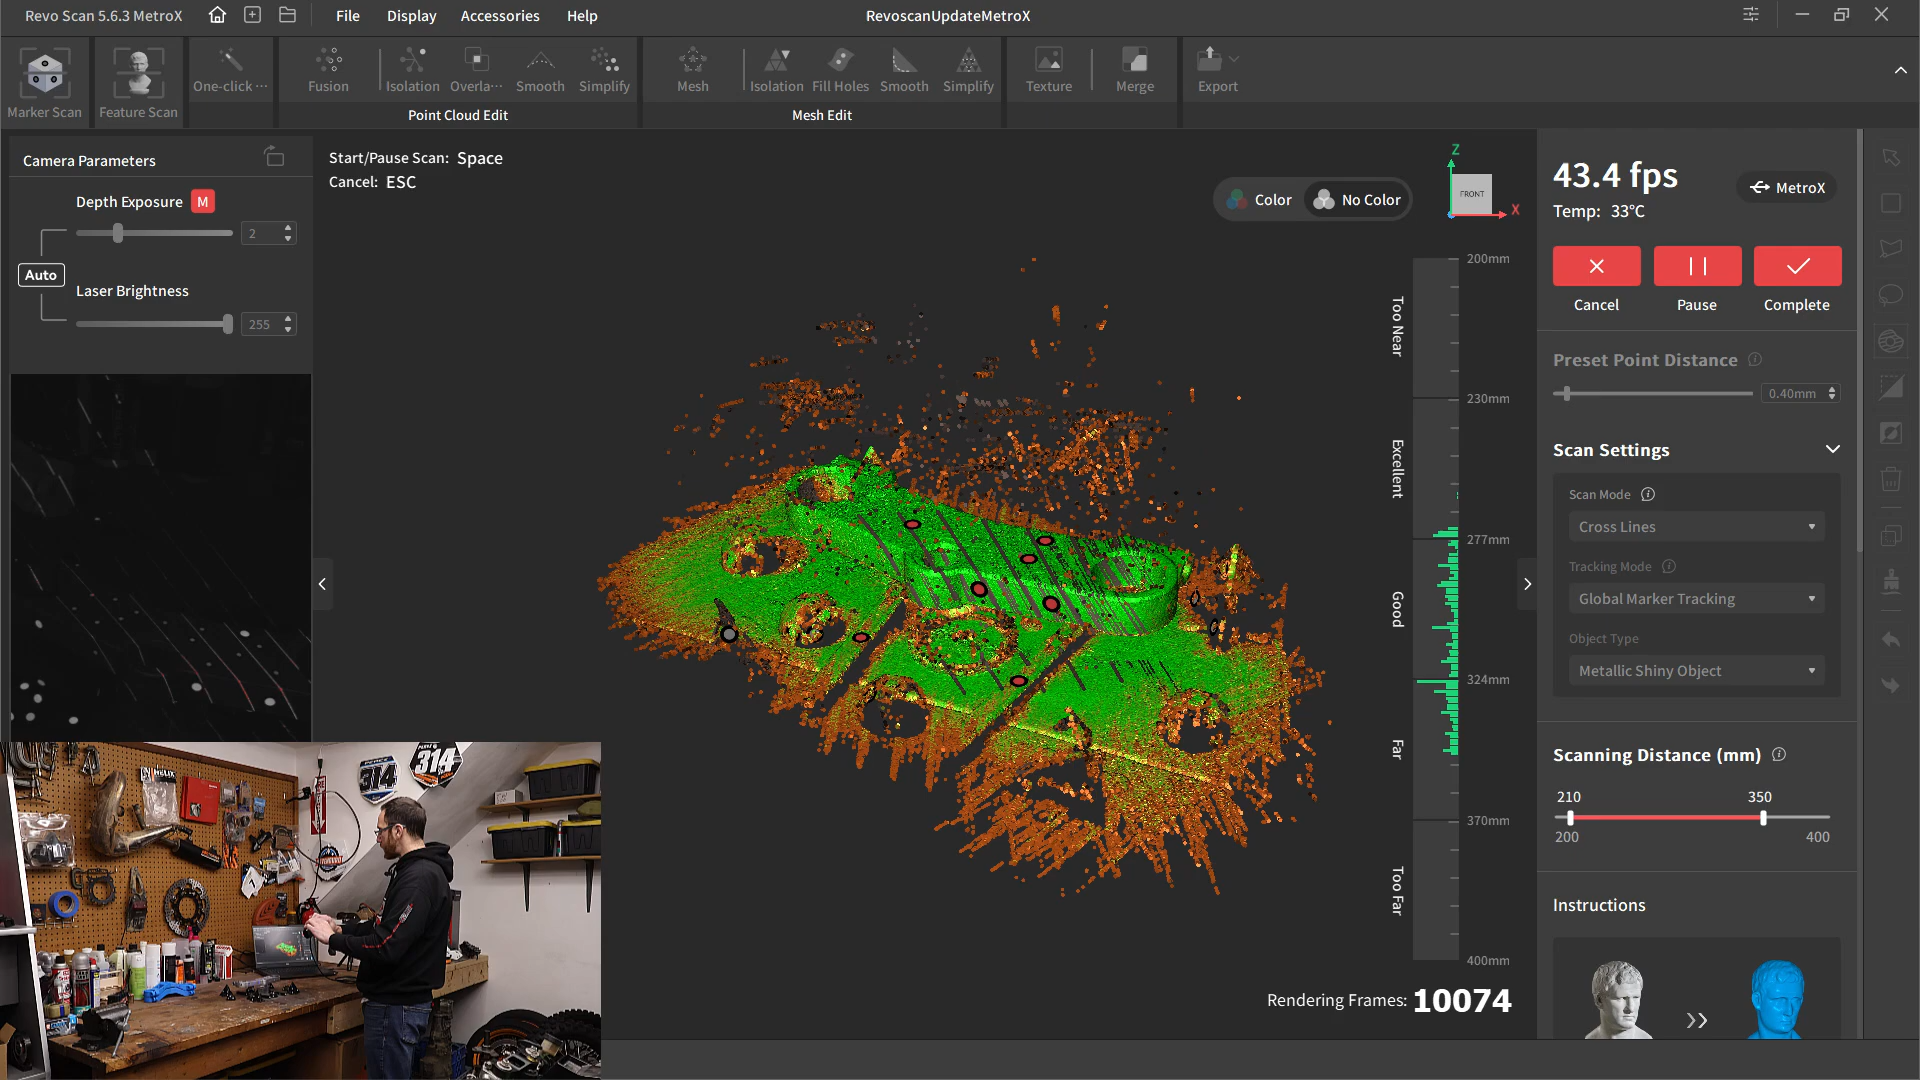 Revo Scan 5.6.3 MetroX
File
Display
Accessories
Help
RevoscanUpdateMetroX
Marker Scan
Feature Scan
One-click ···
Fusion
Isolation
Overla···
Smooth
Simplify
Point Cloud Edit
Mesh
Isolation
Fill Holes
Smooth
Simplify
Mesh Edit
Texture
Merge
Export
Camera Parameters
Depth Exposure M
2
Auto
Laser Brightness
255
Start/Pause Scan: Space
Cancel: ESC
Color
No Color
Z
FRONT
X
200mm
Too Near
230mm
Excellent
277mm
Good
324mm
Far
370mm
Too Far
400mm
Rendering Frames: 10074
43.4 fps
MetroX
Temp: 33℃
Cancel
Pause
Complete
Preset Point Distance
0.40mm
Scan Settings
Scan Mode
Cross Lines
Tracking Mode
Global Marker Tracking
Object Type
Metallic Shiny Object
Scanning Distance (mm)
210
350
200
400
Instructions
314
314
HELIX